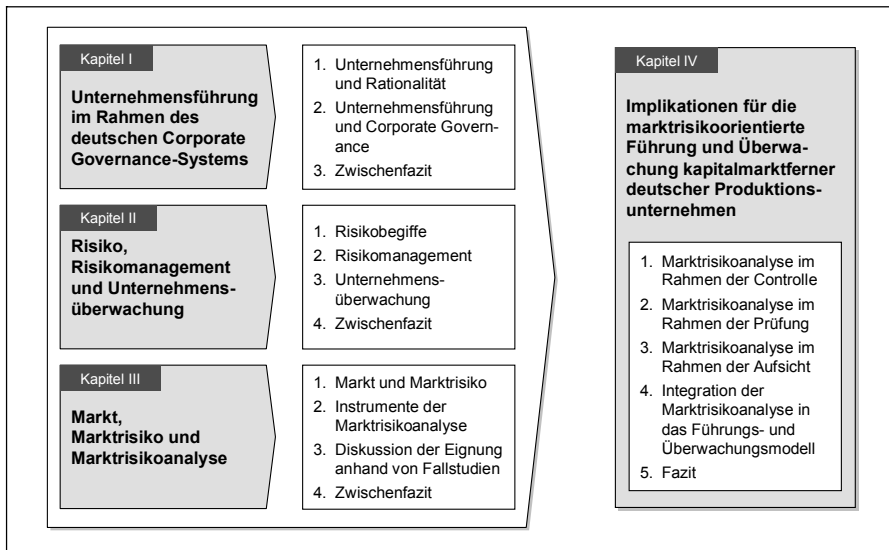 Kapitel I
Unternehmensführung
im Rahmen des
deutschen Corporate
Governance-Systems
1. Unternehmensführung
und Rationalität
2. Unternehmensführung
und Corporate Govern-
ance
3. Zwischenfazit
Kapitel II
Risiko,
Risikomanagement
und Unternehmens-
überwachung
1. Risikobegriffe
2. Risikomanagement
3. Unternehmens-
überwachung
4. Zwischenfazit
Kapitel III
Markt,
Marktrisiko und
Marktrisikoanalyse
1. Markt und Marktrisiko
2. Instrumente der
Marktrisikoanalyse
3. Diskussion der Eignung
anhand von Fallstudien
4. Zwischenfazit
Kapitel IV
Implikationen für die
marktrisikoorientierte
Führung und Überwa-
chung kapitalmarktferner
deutscher Produktions-
unternehmen
1. Marktrisikoanalyse im
Rahmen der Controlle
2. Marktrisikoanalyse im
Rahmen der Prüfung
3. Marktrisikoanalyse im
Rahmen der Aufsicht
4. Integration der
Marktrisikoanalyse in
das Führungs- und
Überwachungsmodell
5. Fazit